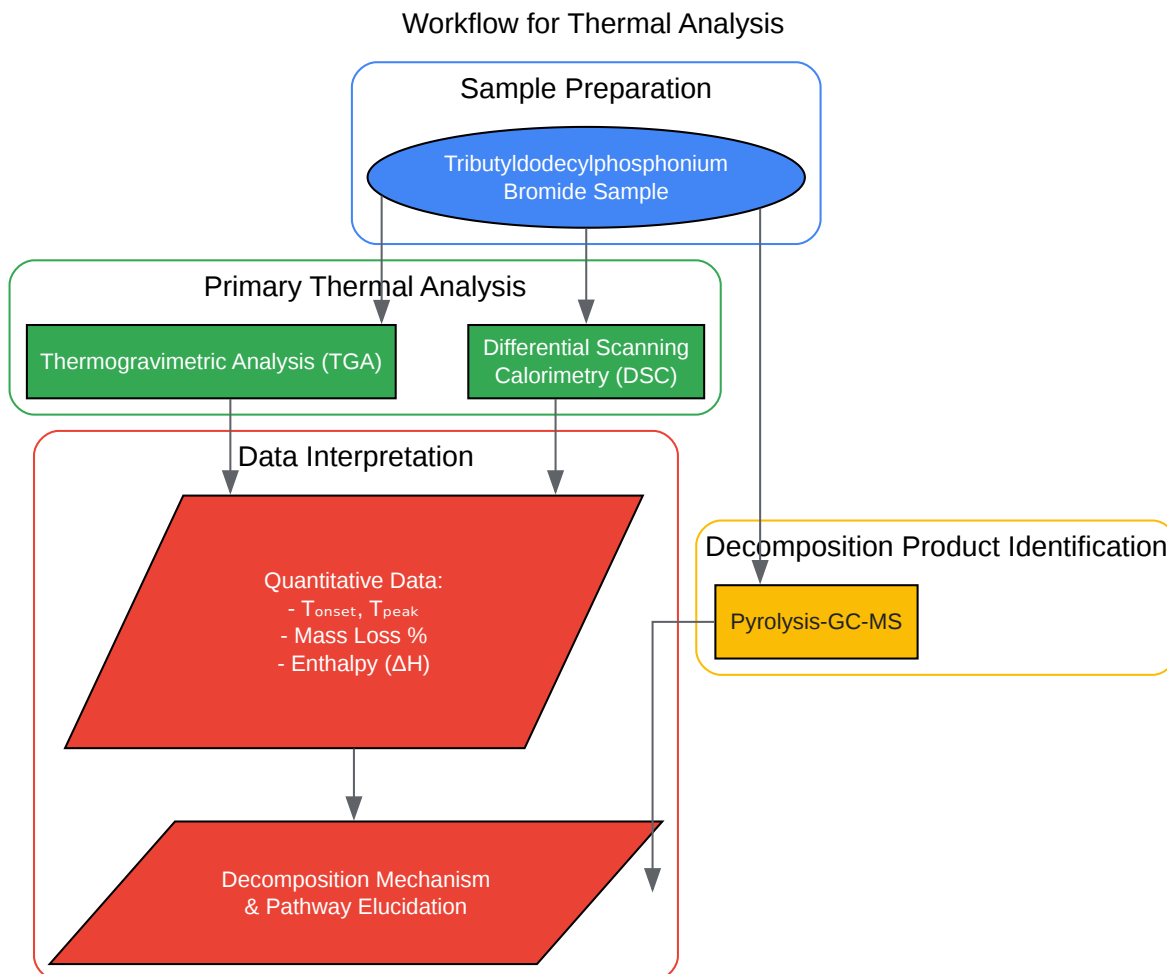 Workflow for Thermal Analysis
Sample Preparation
Tributyldodecylphosphonium
Bromide Sample
Primary Thermal Analysis
Thermogravimetric Analysis (TGA)
Differential Scanning
Calorimetry (DSC)
Data Interpretation
Quantitative Data:
- Tₒₙₛₑₜ, Tₚₑₐₖ
- Mass Loss %
- Enthalpy (ΔH)
Decomposition Product Identification
Pyrolysis-GC-MS
Decomposition Mechanism
& Pathway Elucidation